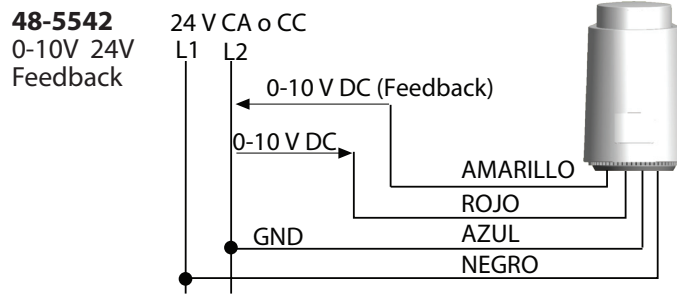 48-5542 24 V CA o CC
0-10V 24V L1 L2
Feedback
0-10 V DC (Feedback)
0-10 V DC
AMARILLO
ROJO
GND AZUL
NEGRO